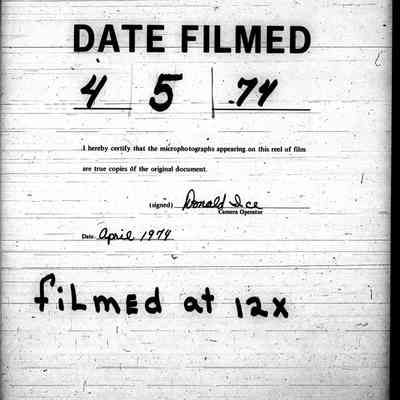 DATE FILMED
4 5 74
I hereby certify that the microphotographs appearing on this reel of film
are true copies of the original document.
(signed) Donald Ice
Camera Operator
Date April 1974
filmed at 12x